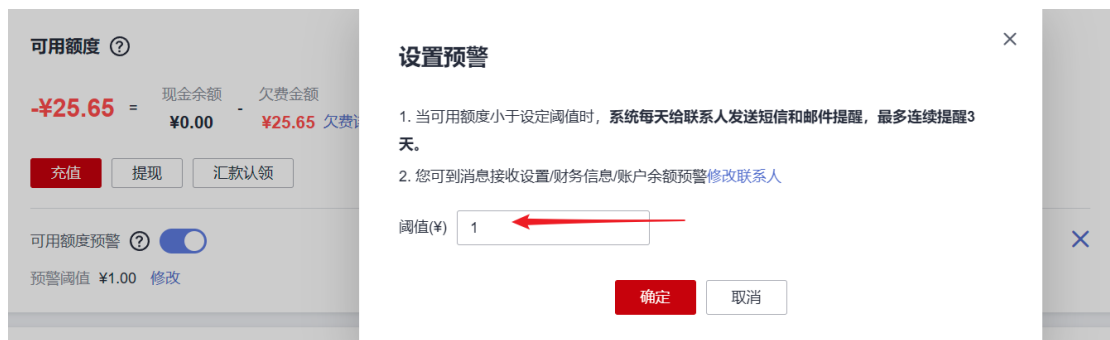 可用额度 ?
-¥25.65 = 现金余额 ¥0.00 - 欠费金额 ¥25.65 欠费
充值 提现 汇款认领
可用额度预警 ?
预警阈值 ¥1.00 修改
设置预警
1. 当可用额度小于设定阈值时，系统每天给联系人发送短信和邮件提醒，最多连续提醒3
天。
2. 您可到消息接收设置/财务信息/账户余额预警修改联系人
阈值(¥) 1
确定 取消